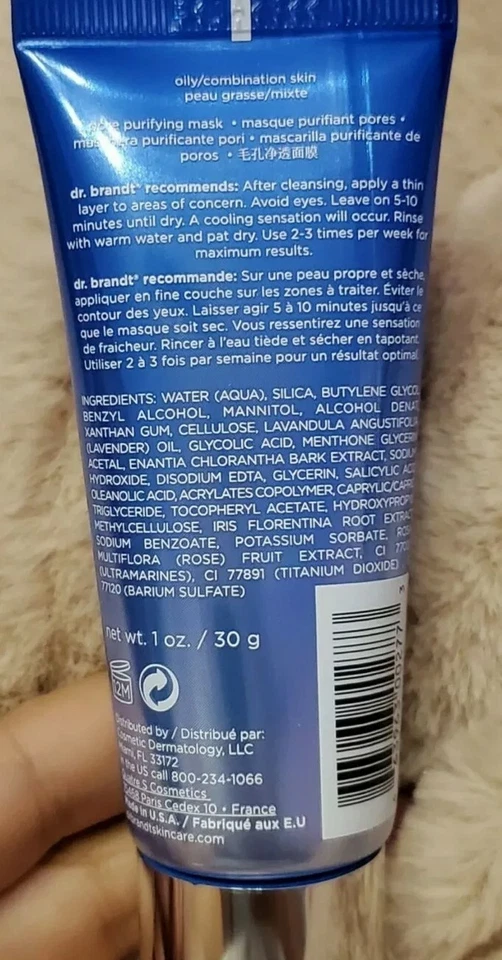 oily/combination skin
peau grasse/mixte
purifying mask • masque purifiant pores •
purificante pori • mascarilla purificante de
poros • 毛孔净透面膜
dr. brandt® recommends: After cleansing, apply a thin
layer to areas of concern. Avoid eyes. Leave on 5-10
minutes until dry. A cooling sensation will occur. Rinse
with warm water and pat dry. Use 2-3 times per week for
maximum results.
dr. brandt® recommande: Sur une peau propre et sèche,
appliquer en fine couche sur les zones à traiter. Éviter le
contour des yeux. Laisser agir 5 à 10 minutes jusqu'à ce
que le masque soit sec. Vous ressentirez une sensation
de fraicheur. Rincer à l'eau tiède et sécher en tapotant.
Utiliser 2 à 3 fois par semaine pour un résultat optimal.
INGREDIENTS: WATER (AQUA), SILICA, BUTYLENE GLYCOL
BENZYL ALCOHOL, MANNITOL, ALCOHOL DENAT
XANTHAN GUM, CELLULOSE, LAVANDULA ANGUSTIFOLIA
(LAVENDER) OIL, GLYCOLIC ACID, MENTHONE GLYCERIN
ACETAL, ENANTIA CHLORANTHA BARK EXTRACT, SODIUM
HYDROXIDE, DISODIUM EDTA, GLYCERIN, SALICYLIC ACID
OLEANOLIC ACID, ACRYLATES COPOLYMER, CAPRYLIC/CAPRIC
TRIGLYCERIDE, TOCOPHERYL ACETATE, HYDROXYPROPYL
METHYLCELLULOSE, IRIS FLORENTINA ROOT EXTRACT
SODIUM BENZOATE, POTASSIUM SORBATE, ROSA
MULTIFLORA (ROSE) FRUIT EXTRACT, CI
(ULTRAMARINES), CI 77891 (TITANIUM DIOXIDE)
77120 (BARIUM SULFATE)
net wt. 1 oz. / 30 g
12M
Distributed by / Distribué par:
Cosmetic Dermatology, LLC
Miami, FL 33172
in the US call 800-234-1066
S Cosmetics
Paris Cedex 10 • France
Made in U.S.A. / Fabriqué aux E.U